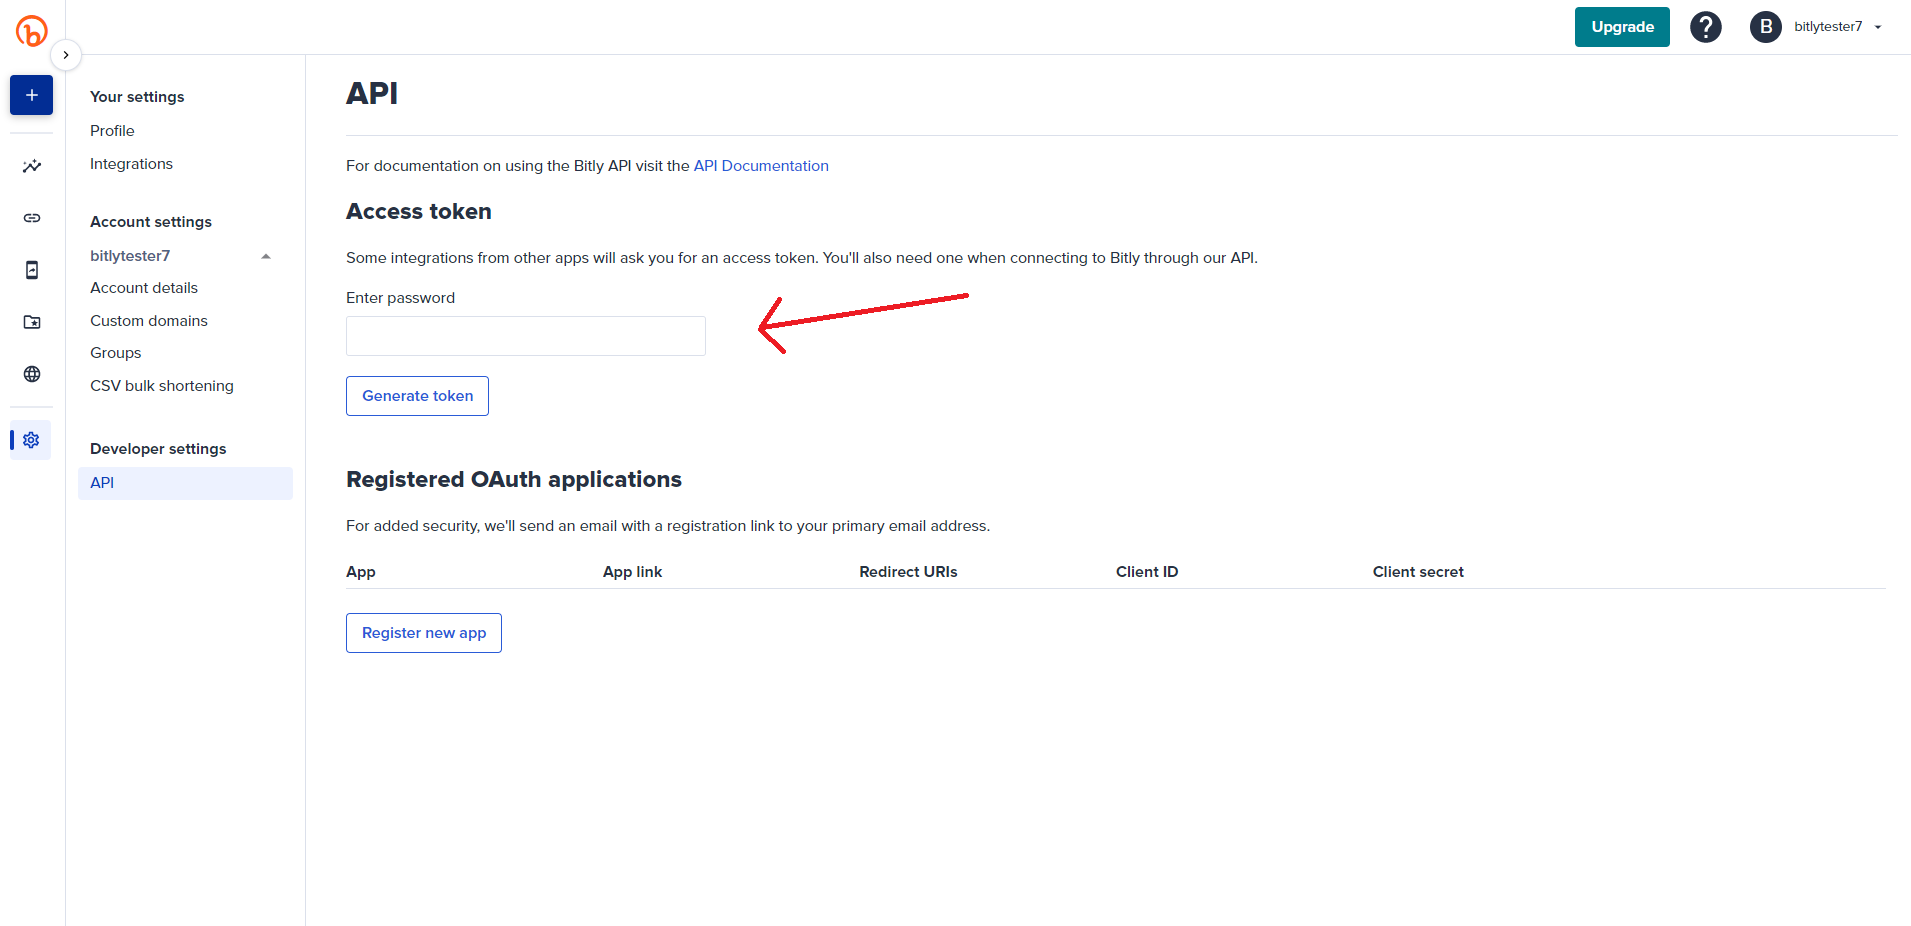 Upgrade
?
B
bitlytester7
Your settings
Profile
Integrations
Account settings
bitlytester7
Account details
Custom domains
Groups
CSV bulk shortening
Developer settings
API
API
For documentation on using the Bitly API visit the API Documentation
Access token
Some integrations from other apps will ask you for an access token. You'll also need one when connecting to Bitly through our API.
Enter password
Generate token
Registered OAuth applications
For added security, we'll send an email with a registration link to your primary email address.
App App link Redirect URIs Client ID Client secret
Register new app